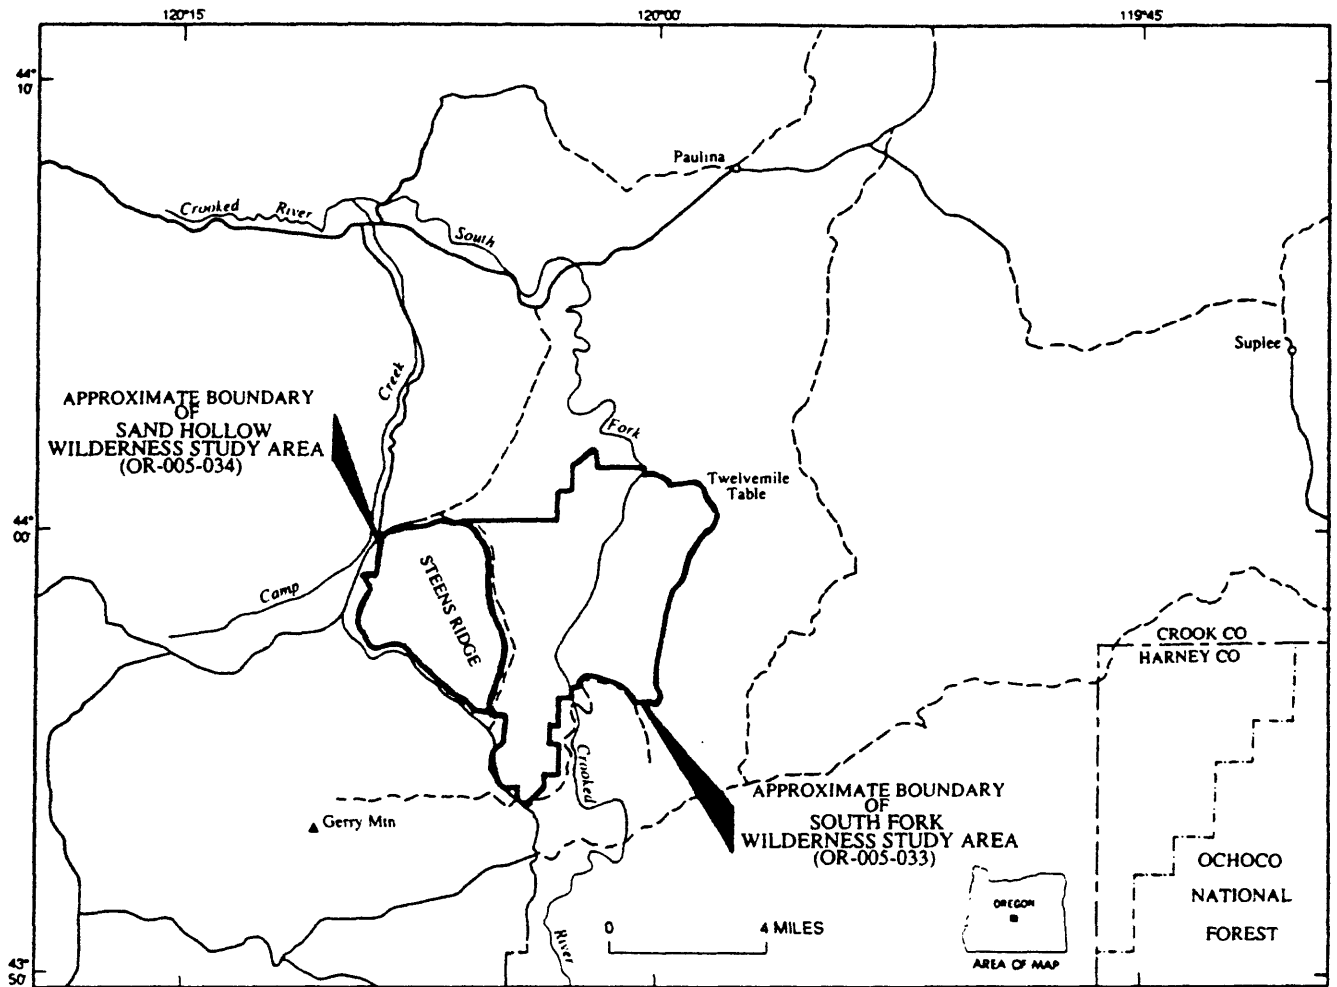 120°15'
120°00'
119°45'
44°
10'
Paulina
Crooked River
South
Suplee
Creek
APPROXIMATE BOUNDARY
OF
SAND HOLLOW
WILDERNESS STUDY AREA
(OR-005-034)
Fork
Twelvemile
Table
44°
00'
STEENS RIDGE
Camp
CROOK CO
HARNEY CO
Crooked
APPROXIMATE BOUNDARY
OF
SOUTH FORK
WILDERNESS STUDY AREA
(OR-005-033)
Gerry Mtn
OCHOCO
NATIONAL
FOREST
OREGON
AREA OF MAP
0
4 MILES
River
43°
50'